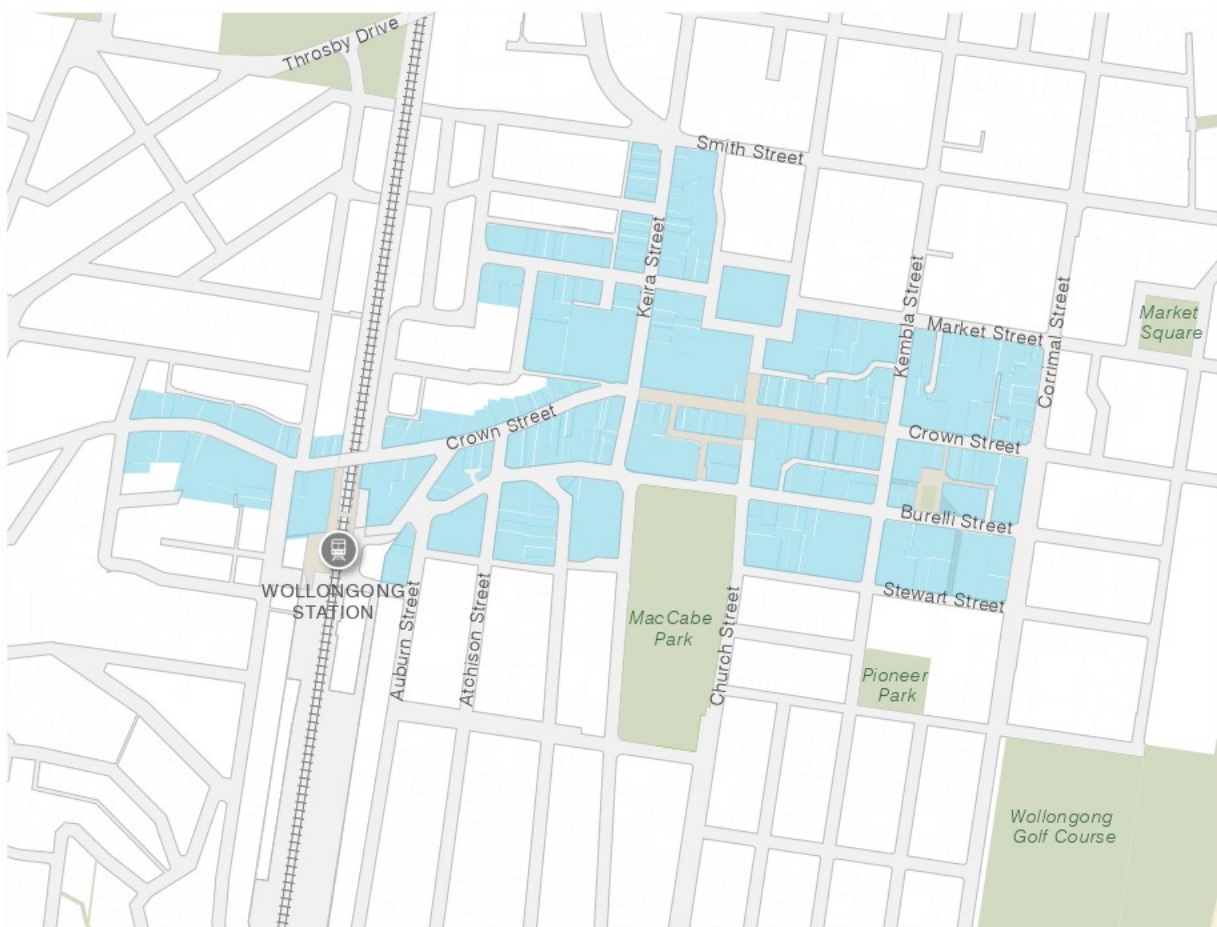 Throsby Drive
Smith Street
Keira Street
Kembla Street
Corrimal Street
Market
Square
Market Street
Crown Street
Crown Street
Burelli Street
WOLLONGONG
STATION
Stewart Street
Auburn Street
Atchison Street
MacCabe
Park
Church Street
Pioneer
Park
Wollongong
Golf Course